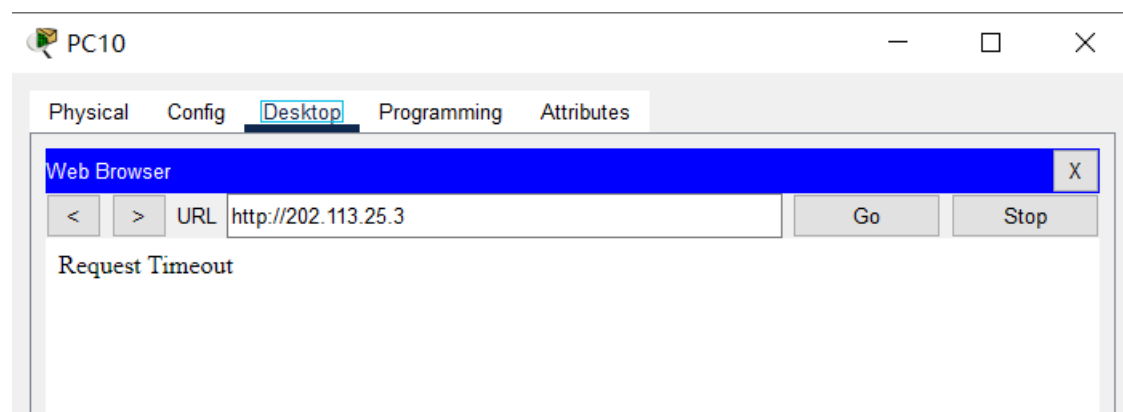 PC10
Physical Config Desktop Programming Attributes
Web Browser X
< > URL http://202.113.25.3 Go Stop
Request Timeout